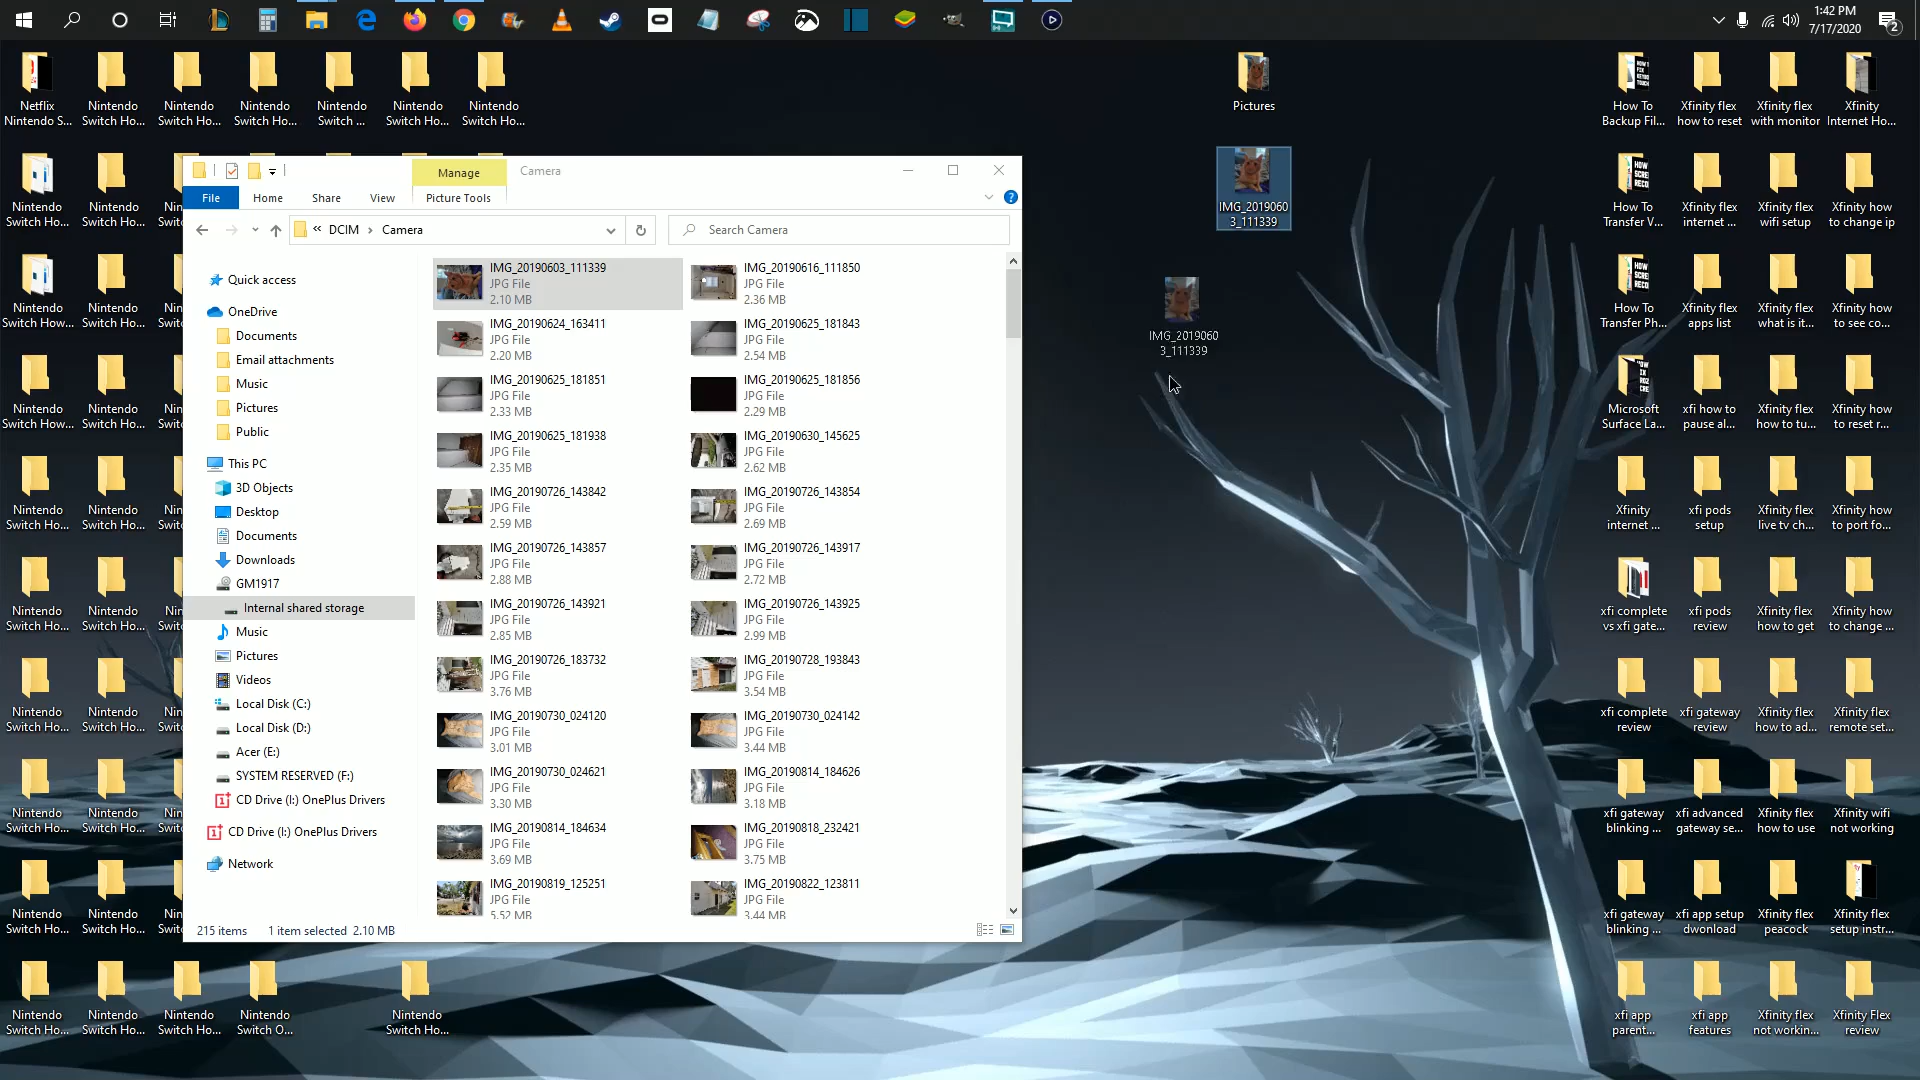 1:42 PM
7/17/2020
2
Netflix
Nintendo S...
Nintendo
Switch Ho...
Nintendo
Switch Ho...
Nintendo
Switch Ho...
Nintendo
Switch ...
Nintendo
Switch Ho...
Nintendo
Switch Ho...
Pictures
How To
Backup Fil...
Xfinity flex
how to reset
Xfinity flex
with monitor
Xfinity
Internet Ho...
Nintendo
Switch Ho...
Nintendo
Switch Ho...
IMG_2019060
3_111339
How To
Transfer V...
Xfinity flex
internet ...
Xfinity flex
wifi setup
Xfinity how
to change ip
Nintendo
Switch How...
Nintendo
Switch Ho...
IMG_2019060
3_111339
How To
Transfer Ph...
Xfinity flex
apps list
Xfinity flex
what is it...
Xfinity how
to see co...
Nintendo
Switch How...
Nintendo
Switch Ho...
Microsoft
Surface La...
xfi how to
pause al...
Xfinity flex
how to tu...
Xfinity how
to reset r...
Nintendo
Switch Ho...
Nintendo
Switch Ho...
Xfinity
internet ...
xfi pods
setup
Xfinity flex
live tv ch...
Xfinity how
to port fo...
Nintendo
Switch Ho...
Nintendo
Switch Ho...
xfi complete
vs xfi gate...
xfi pods
review
Xfinity flex
how to get
Xfinity how
to change ...
Nintendo
Switch Ho...
Nintendo
Switch Ho...
xfi complete
review
xfi gateway
review
Xfinity flex
how to ad...
Xfinity flex
remote set...
Nintendo
Switch Ho...
Nintendo
Switch Ho...
xfi gateway
blinking ...
xfi advanced
gateway se...
Xfinity flex
how to use
Xfinity wifi
not working
Nintendo
Switch Ho...
Nintendo
Switch Ho...
xfi gateway
blinking ...
xfi app setup
dwonload
Xfinity flex
peacock
Xfinity flex
setup instr...
Nintendo
Switch Ho...
Nintendo
Switch Ho...
Nintendo
Switch Ho...
Nintendo
Switch O...
Nintendo
Switch Ho...
xfi app
parent...
xfi app
features
Xfinity flex
not workin...
Xfinity Flex
review
Manage
Camera
File
Home
Share
View
Picture Tools
« DCIM › Camera
Search Camera
Quick access
OneDrive
Documents
Email attachments
Music
Pictures
Public
This PC
3D Objects
Desktop
Documents
Downloads
GM1917
Internal shared storage
Music
Pictures
Videos
Local Disk (C:)
Local Disk (D:)
Acer (E:)
SYSTEM RESERVED (F:)
CD Drive (I:) OnePlus Drivers
CD Drive (I:) OnePlus Drivers
Network
IMG_20190603_111339
JPG File
2.10 MB
IMG_20190616_111850
JPG File
2.36 MB
IMG_20190624_163411
JPG File
2.20 MB
IMG_20190625_181843
JPG File
2.54 MB
IMG_20190625_181851
JPG File
2.33 MB
IMG_20190625_181856
JPG File
2.29 MB
IMG_20190625_181938
JPG File
2.35 MB
IMG_20190630_145625
JPG File
2.62 MB
IMG_20190726_143842
JPG File
2.59 MB
IMG_20190726_143854
JPG File
2.69 MB
IMG_20190726_143857
JPG File
2.88 MB
IMG_20190726_143917
JPG File
2.72 MB
IMG_20190726_143921
JPG File
2.85 MB
IMG_20190726_143925
JPG File
2.99 MB
IMG_20190726_183732
JPG File
3.76 MB
IMG_20190728_193843
JPG File
3.54 MB
IMG_20190730_024120
JPG File
3.01 MB
IMG_20190730_024142
JPG File
3.44 MB
IMG_20190730_024621
JPG File
3.30 MB
IMG_20190814_184626
JPG File
3.18 MB
IMG_20190814_184634
JPG File
3.69 MB
IMG_20190818_232421
JPG File
3.75 MB
IMG_20190819_125251
JPG File
5.52 MB
IMG_20190822_123811
JPG File
3.44 MB
215 items
1 item selected 2.10 MB